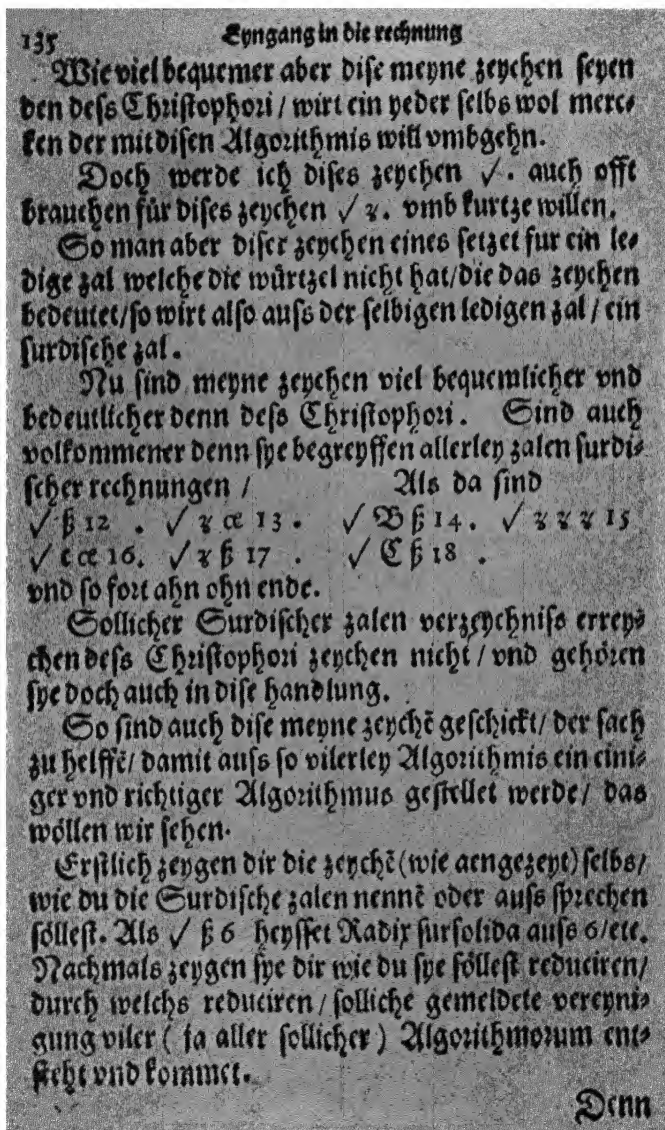 135 Eyngang in die rechnung
Wie viel bequemer aber dise meyne zeychen seyen
den dess Christophori / wirt ein yeder selbs wol merc⸗
ken der mit disen Algorithmis will vmbgehn.
Doch werde ich dises zeychen √. auch offt
brauchen für dises zeychen √ ʒ. vmb kurtze willen.
So man aber diser zeychen eines setzet fur ein le⸗
dige zal welche die würtzel nicht hat/die das zeychen
bedeutet/so wirt also auss der selbigen ledigen zal / ein
surdische zal.
Nu sind meyne zeychen viel bequemlicher vnd
bedeutlicher denn dess Christophori. Sind auch
volkommener denn sye begreyffen allerley zalen surdi⸗
scher rechnungen / Als da sind
√ ß 12 . √ ʒ cc 13 . √ B ß 14. √ ʒ ʒ ʒ 15
√ c cc 16. √ ʒ ß 17 . √ C ß 18 .
vnd so fort ahn ohn ende.
Sollicher Surdischer zalen verzeychniss errey⸗
chen dess Christophori zeychen nicht / vnd gehören
sye doch auch in dise handlung.
So sind auch dise meyne zeychẽ geschickt/ der sach
zu helffẽ/ damit auss so vilerley Algorithmis ein eini⸗
ger vnd richtiger Algorithmus gestellet werde/ das
wöllen wir sehen.
Erstlich zeygen dir die zeychẽ (wie aengezeyt) selbs/
wie du die Surdische zalen nennẽ oder auss sprechen
söllest. Als √ ß 6 heysset Radix sursolida auss 6/etc.
Nachmals zeygen sye dir wie du sye söllest reduciren/
durch welchs reduciren / solliche gemeldete vereyni⸗
gung viler ( ja aller sollicher ) Algorithmorum ent⸗
steht vnd kommet.
Denn